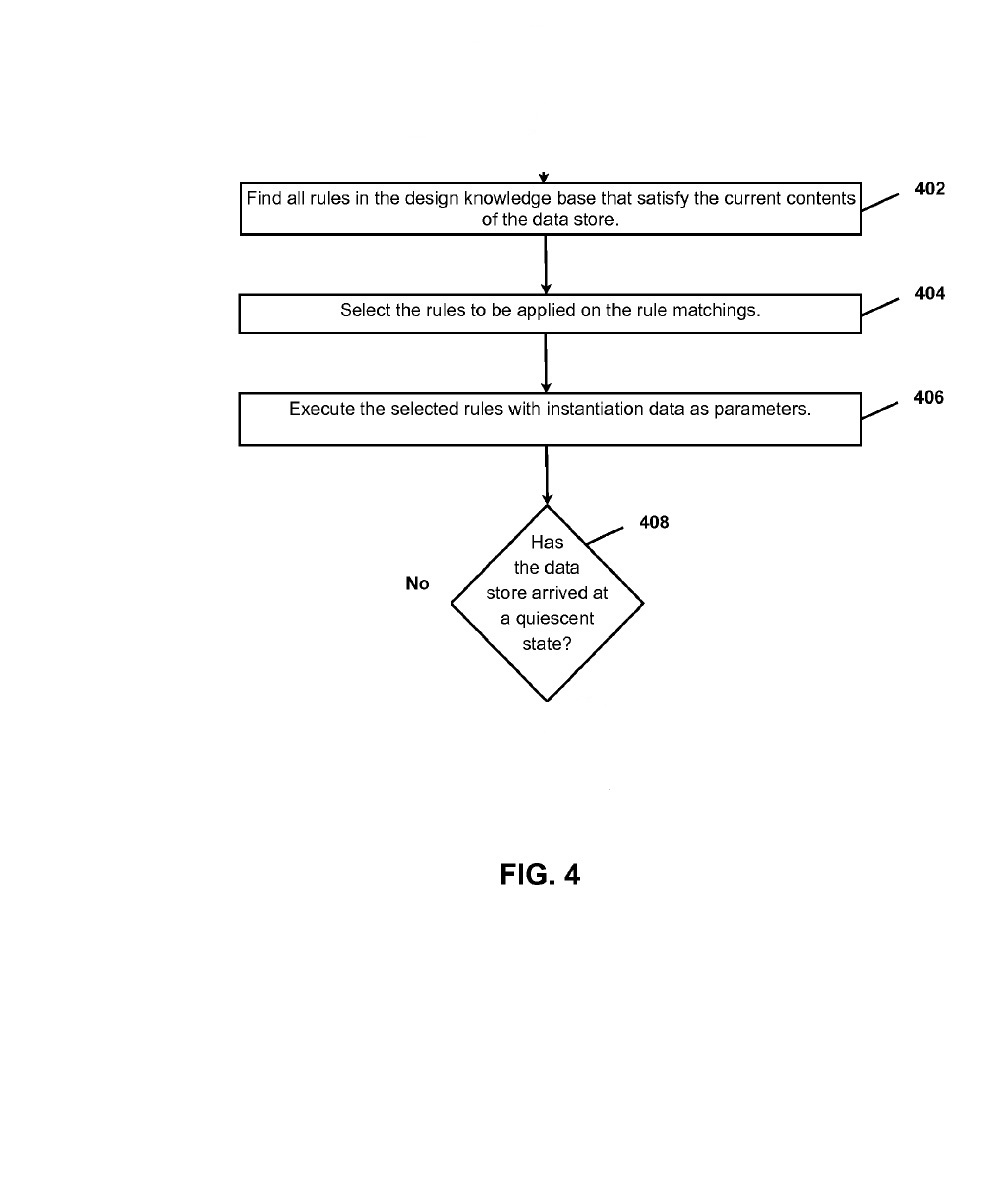 Find all rules in the design knowledge base that satisfy the current contents
of the data store.
402
Select the rules to be applied on the rule matchings.
404
Execute the selected rules with instantiation data as parameters.
406
408
Has
the data
store arrived at
a quiescent
state?
No
FIG. 4